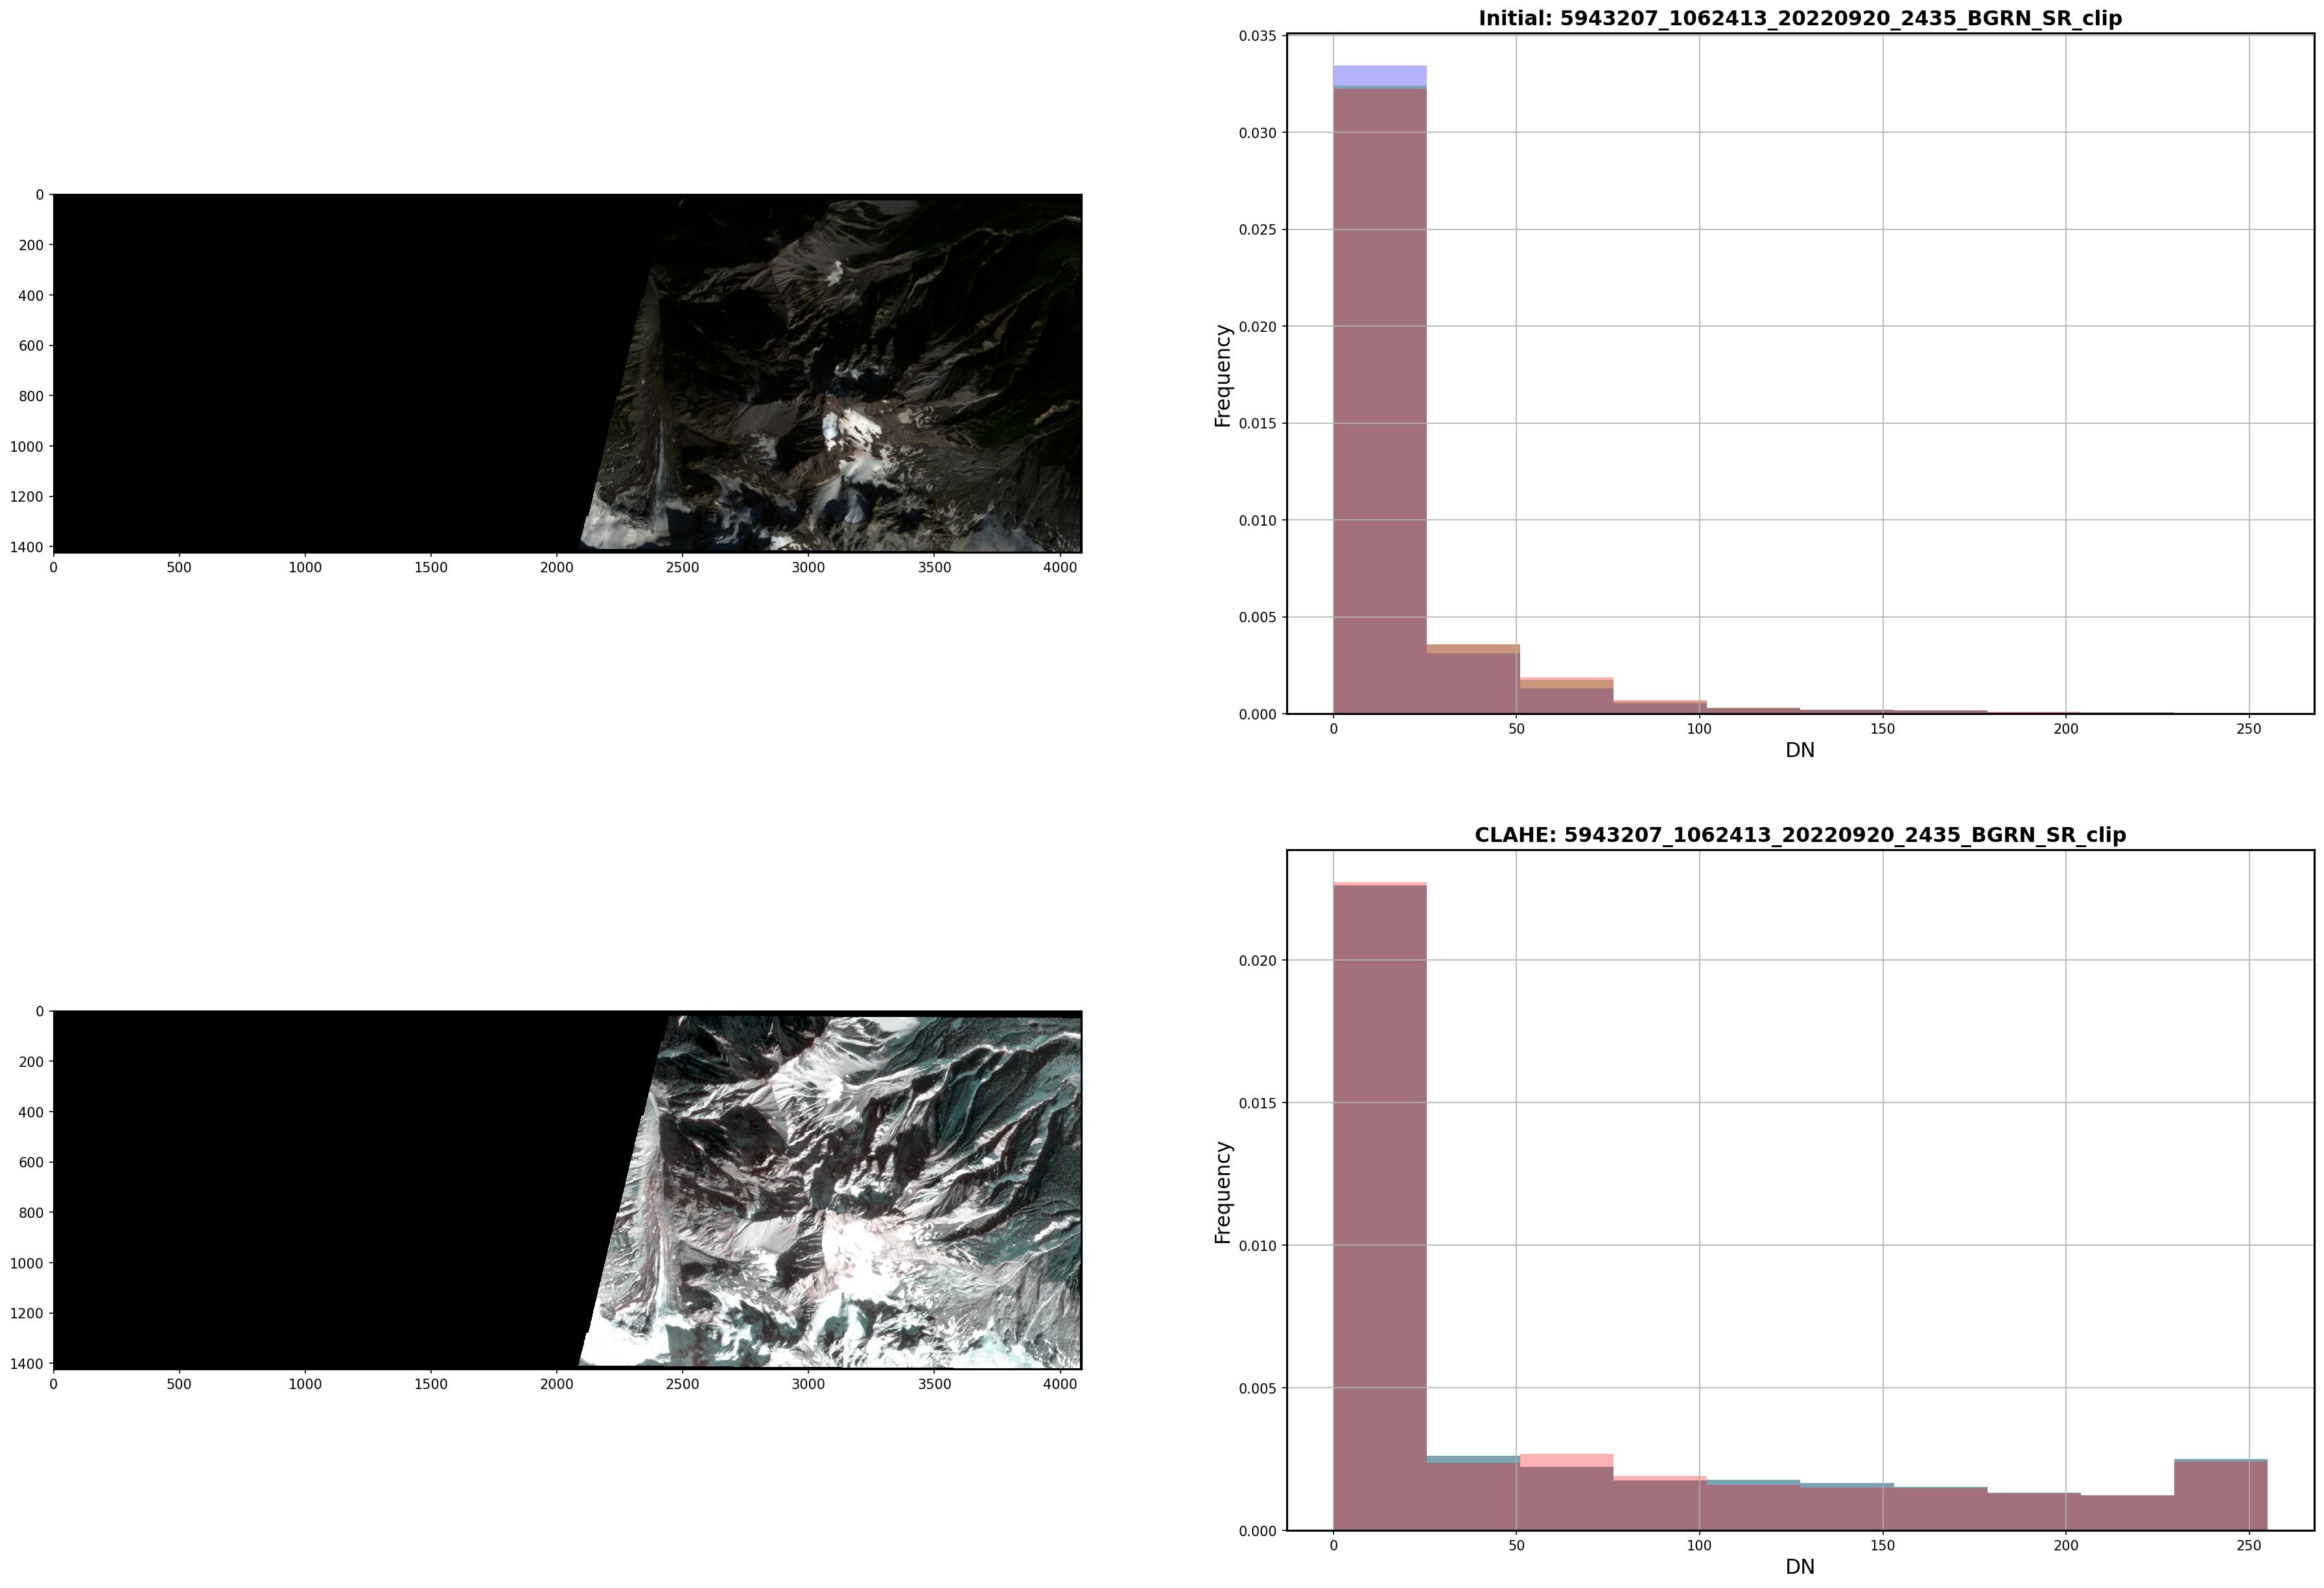 Initial: 5943207_1062413_20220920_2435_BGRN_SR_clip
0
200
400
600
800
1000
1200
1400
0 500 1000 1500 2000 2500 3000 3500 4000
Frequency
0.035
0.030
0.025
0.020
0.015
0.010
0.005
0.000
0 50 100 150 200 250
DN
CLAHE: 5943207_1062413_20220920_2435_BGRN_SR_clip
0
200
400
600
800
1000
1200
1400
0 500 1000 1500 2000 2500 3000 3500 4000
Frequency
0.020
0.015
0.010
0.005
0.000
0 50 100 150 200 250
DN